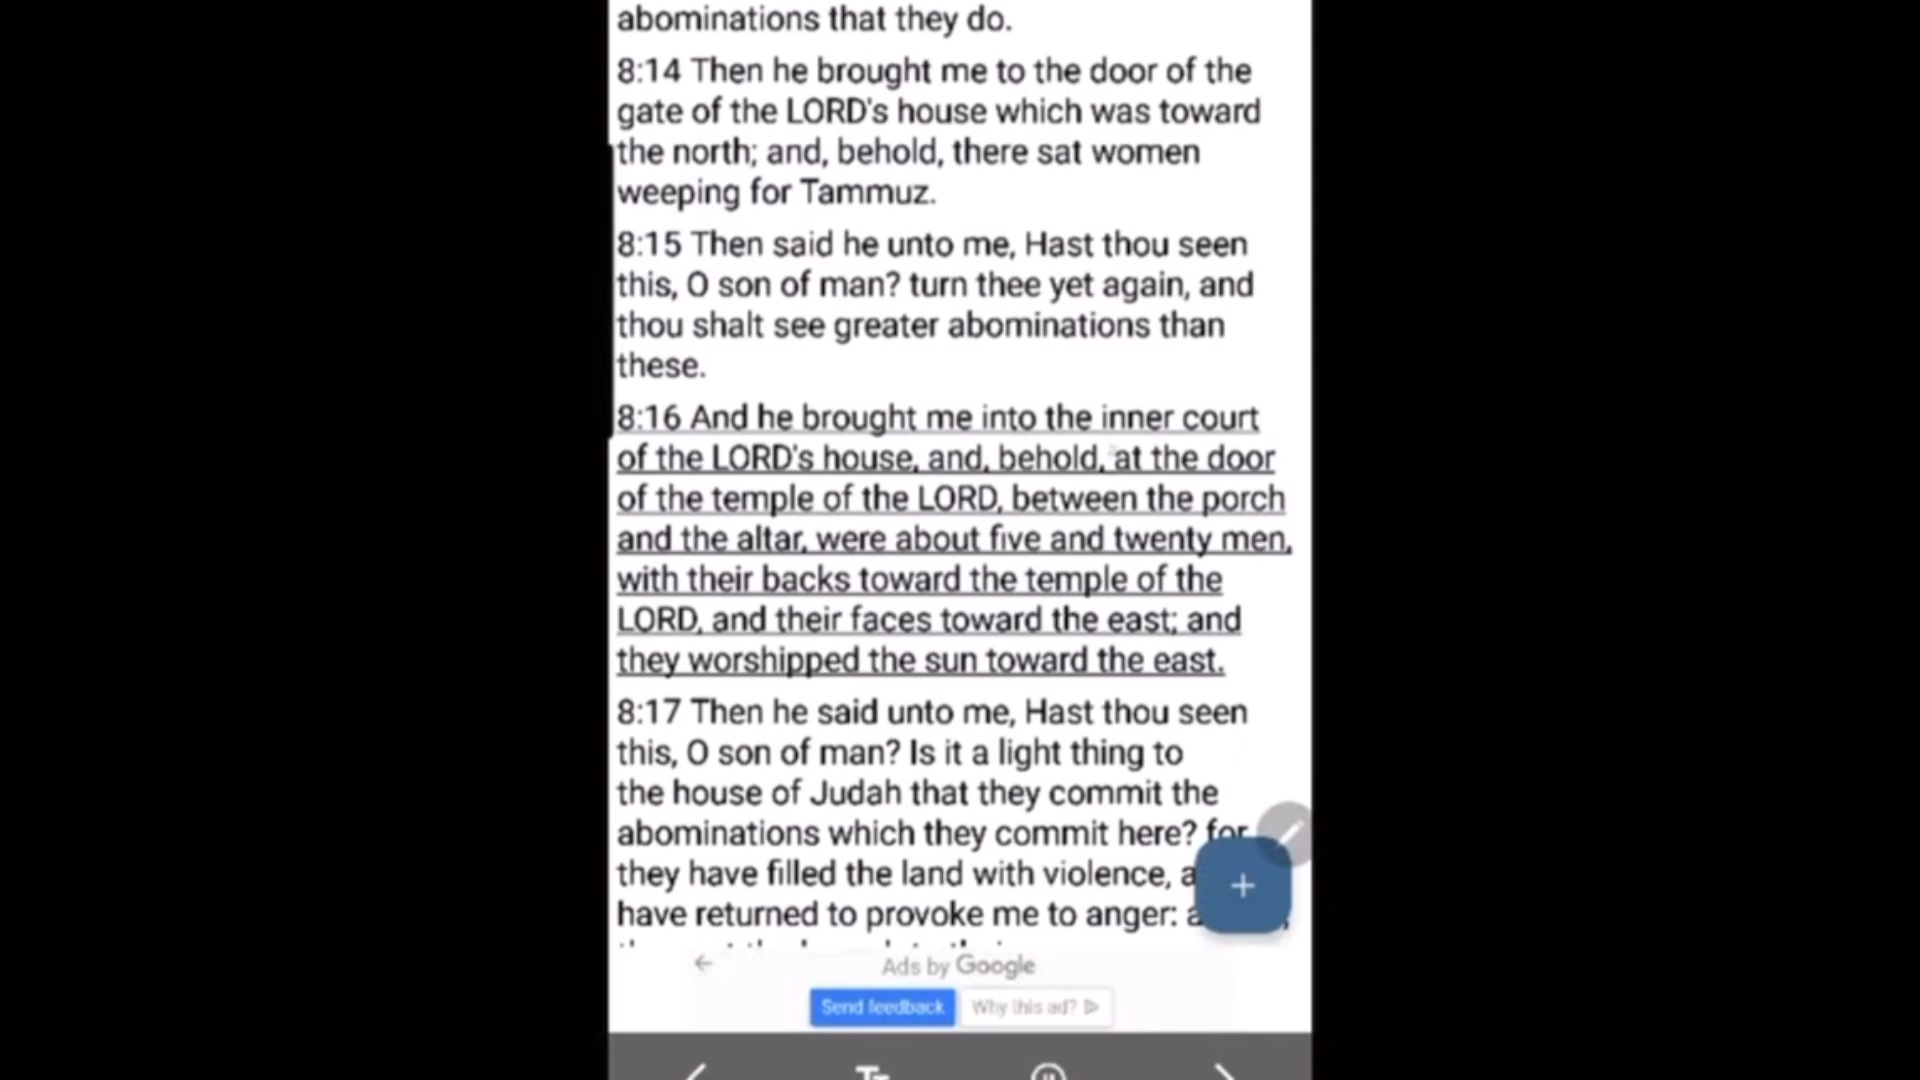 abominations that they do.
8:14 Then he brought me to the door of the
gate of the LORD's house which was toward
the north; and, behold, there sat women
weeping for Tammuz.
8:15 Then said he unto me, Hast thou seen
this, O son of man? turn thee yet again, and
thou shalt see greater abominations than
these.
8:16 And he brought me into the inner court
of the LORD's house, and, behold, at the door
of the temple of the LORD, between the porch
and the altar, were about five and twenty men,
with their backs toward the temple of the
LORD, and their faces toward the east; and
they worshipped the sun toward the east.
8:17 Then he said unto me, Hast thou seen
this, O son of man? Is it a light thing to
the house of Judah that they commit the
abominations which they commit here? for
they have filled the land with violence, a
have returned to provoke me to anger:
Ads by Google
Send feedback
Why this ad?